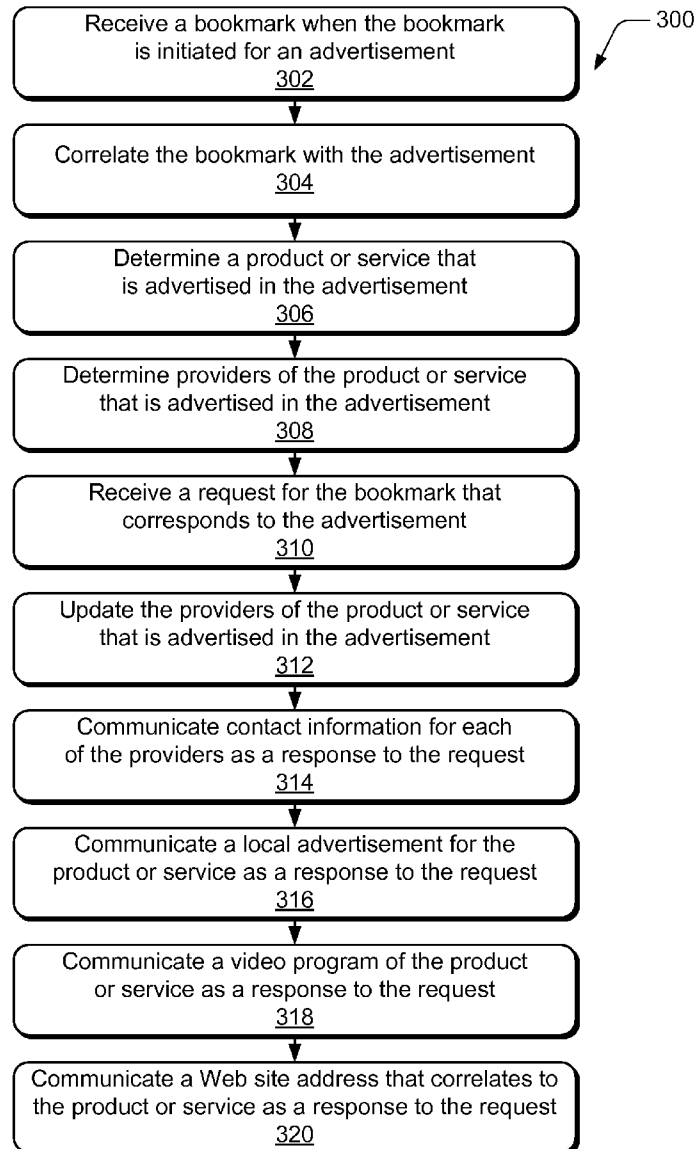 300
Receive a bookmark when the bookmark
is initiated for an advertisement
302
Correlate the bookmark with the advertisement
304
Determine a product or service that
is advertised in the advertisement
306
Determine providers of the product or service
that is advertised in the advertisement
308
Receive a request for the bookmark that
corresponds to the advertisement
310
Update the providers of the product or service
that is advertised in the advertisement
312
Communicate contact information for each
of the providers as a response to the request
314
Communicate a local advertisement for the
product or service as a response to the request
316
Communicate a video program of the product
or service as a response to the request
318
Communicate a Web site address that correlates to
the product or service as a response to the request
320